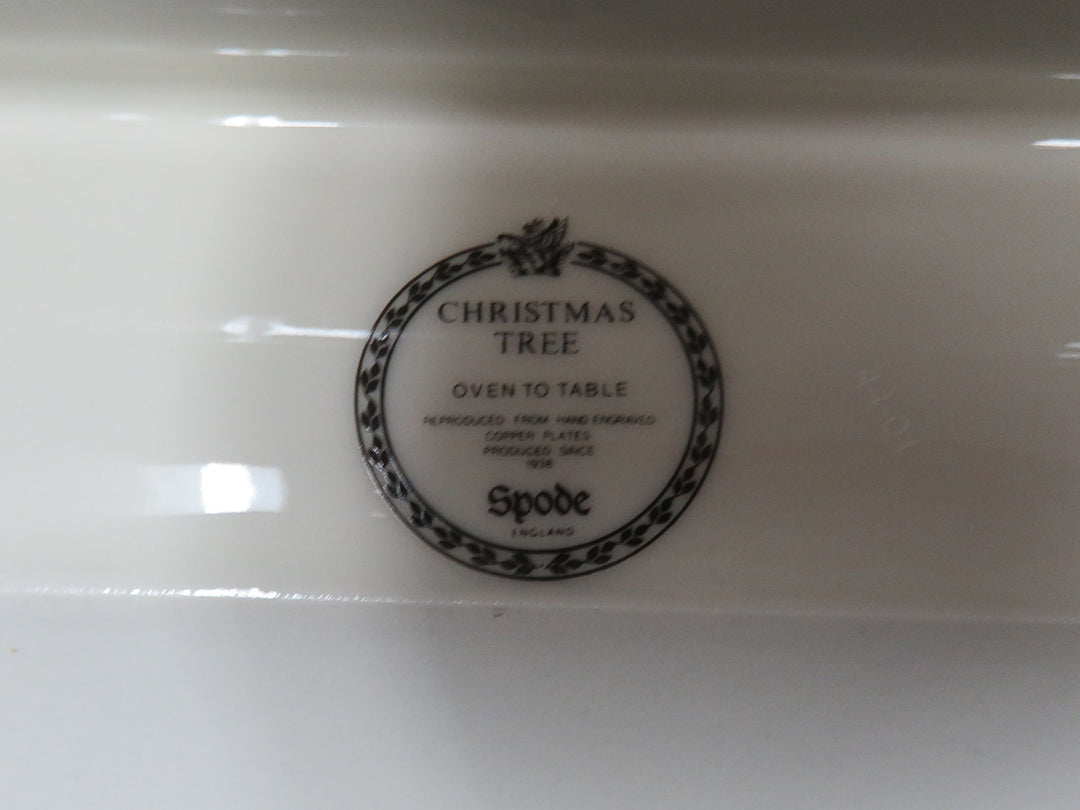 CHRISTMAS
TREE
OVEN TO TABLE
REPRODUCED FROM HAND ENGRAVED
COPPER PLATES
PRODUCED SINCE
1938
Spode
ENGLAND